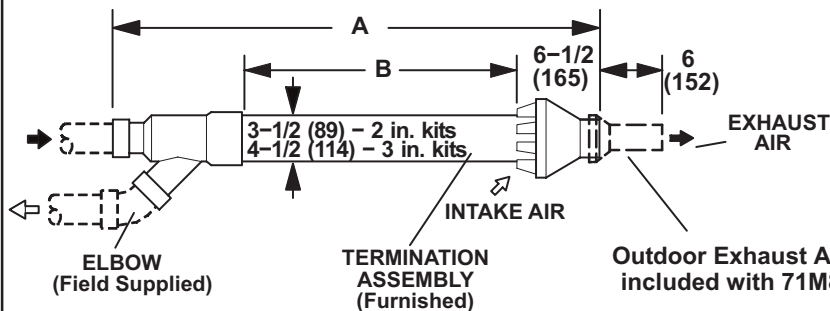 A
B
6–1/2
(165)
6
(152)
3–1/2 (89) – 2 in. kits
4–1/2 (114) – 3 in. kits
EXHAUST
AIR
INTAKE AIR
ELBOW
(Field Supplied)
TERMINATION
ASSEMBLY
(Furnished)
Outdoor Exhaust
included with